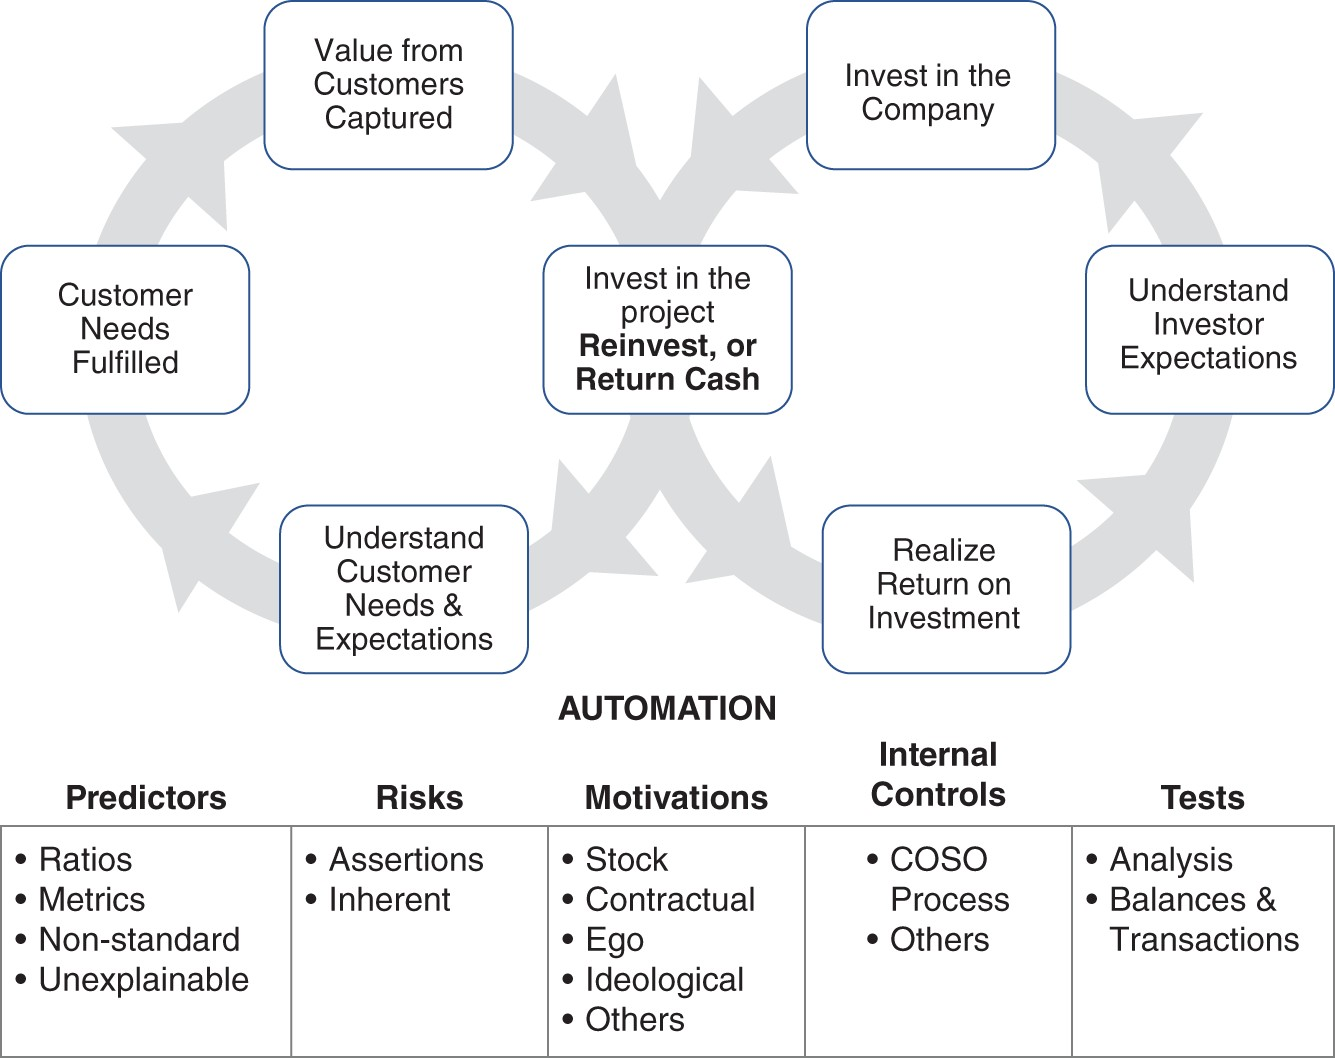 Value from
Customers
Captured
Invest in the
Company
Customer
Needs
Fulfilled
Invest in the
project
Reinvest, or
Return Cash
Understand
Investor
Expectations
Understand
Customer
Needs &
Expectations
Realize
Return on
Investment
AUTOMATION
Predictors
Risks
Motivations
Internal
Controls
Tests
• Ratios
• Metrics
• Non-standard
• Unexplainable
• Assertions
• Inherent
• Stock
• Contractual
• Ego
• Ideological
• Others
• COSO
Process
• Others
• Analysis
• Balances &
Transactions